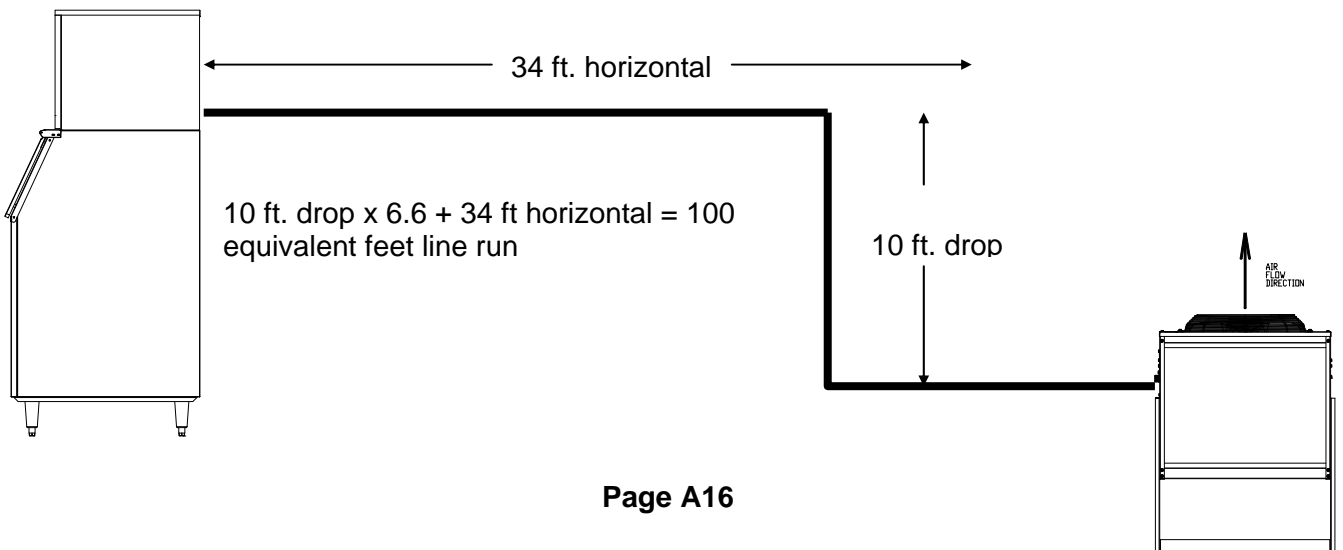 34 ft. horizontal
10 ft. drop x 6.6 + 34 ft horizontal = 100
equivalent feet line run
10 ft. drop
AIR
FLOW
DIRECTION
Page A16